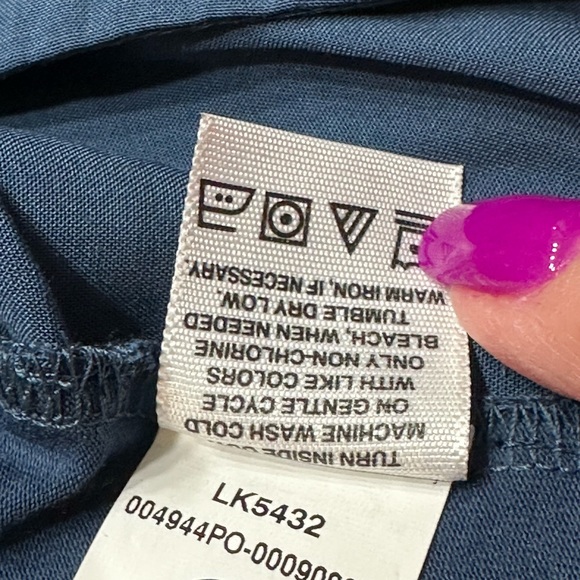 TURN INSIDE
MACHINE WASH COLD
ON GENTLE CYCLE
WITH LIKE COLORS
ONLY NON-CHLORINE
BLEACH, WHEN NEEDED
TUMBLE DRY LOW.
WARM IRON, IF NECESSARY.
LK5432
004944PO-000909